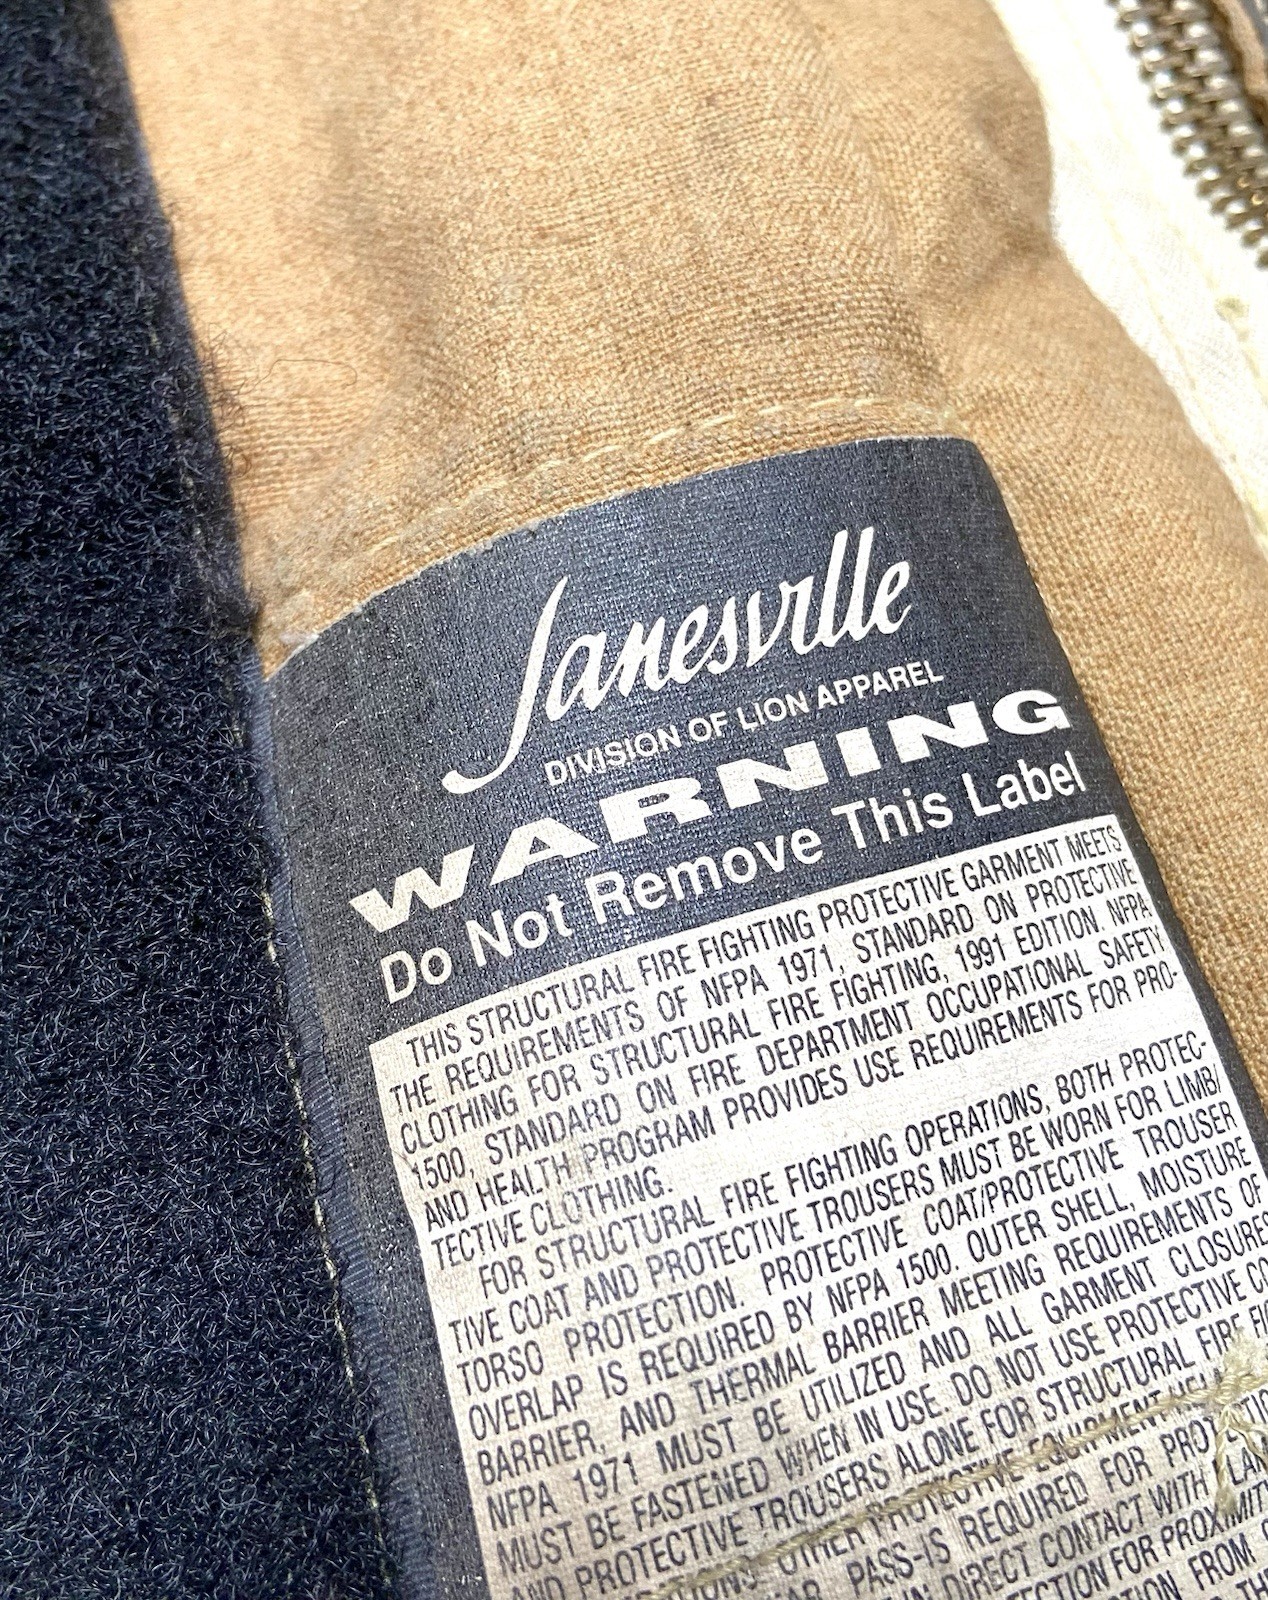 Janesville
DIVISION OF LION APPAREL
WARNING
Do Not Remove This Label
THIS STRUCTURAL FIRE FIGHTING PROTECTIVE GARMENT MEETS
THE REQUIREMENTS OF NFPA 1971, STANDARD ON PROTECTIVE
CLOTHING FOR STRUCTURAL FIRE FIGHTING, 1991 EDITION. NFPA
1500, STANDARD ON FIRE DEPARTMENT OCCUPATIONAL SAFETY
AND HEALTH PROGRAM PROVIDES USE REQUIREMENTS FOR PRO-
TECTIVE CLOTHING.
FOR STRUCTURAL FIRE FIGHTING OPERATIONS, BOTH PROTEC-
TIVE COAT AND PROTECTIVE TROUSERS MUST BE WORN FOR LIMB/
TORSO PROTECTION. PROTECTIVE COAT/PROTECTIVE TROUSER
OVERLAP IS REQUIRED BY NFPA 1500. OUTER SHELL, MOISTURE
BARRIER, AND THERMAL BARRIER MEETING REQUIREMENTS OF
NFPA 1971 MUST BE UTILIZED AND ALL GARMENT CLOSURES
MUST BE FASTENED WHEN IN USE. DO NOT USE PROTECTIVE
AND PROTECTIVE TROUSERS ALONE FOR STRUCTURAL FIRE
OTHER PROTECTIVE EQUIPMENT
PASS-IS REQUIRED FOR
IN DIRECT CONTACT WITH
FOR
FROM